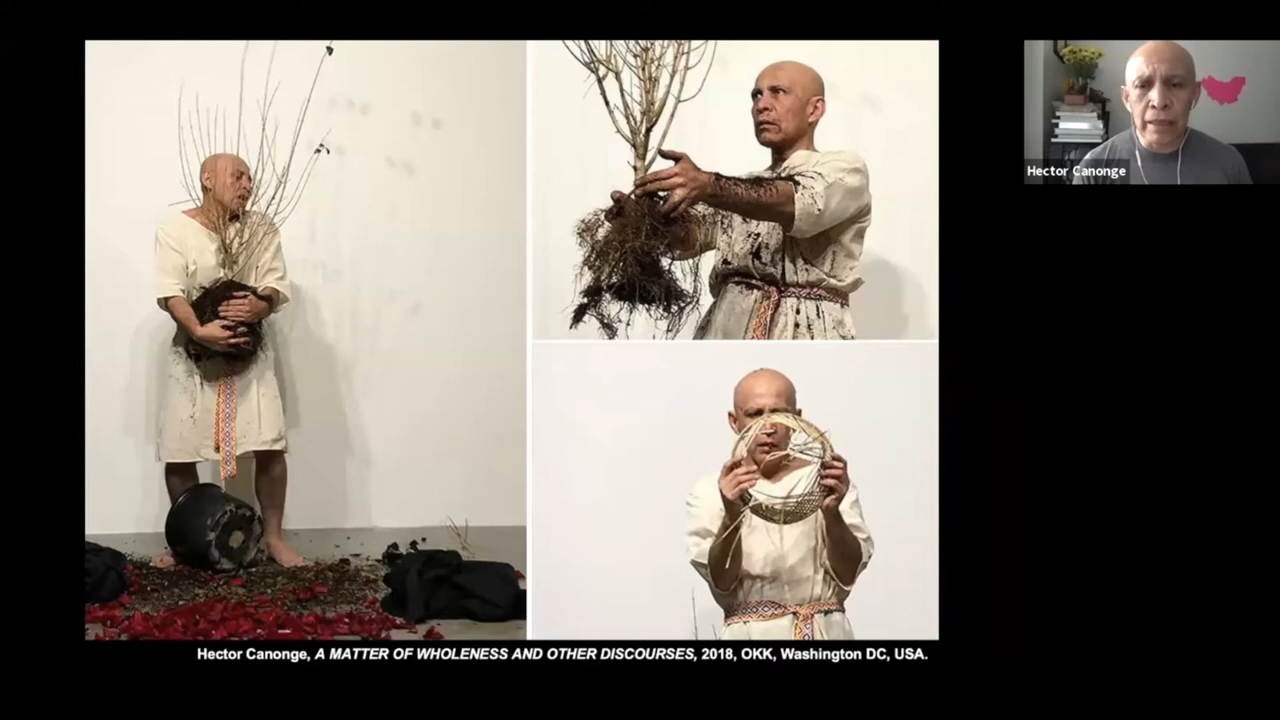 Hector Canonge
Hector Canonge, A MATTER OF WHOLENESS AND OTHER DISCOURSES, 2018, OKK, Washington DC, USA.